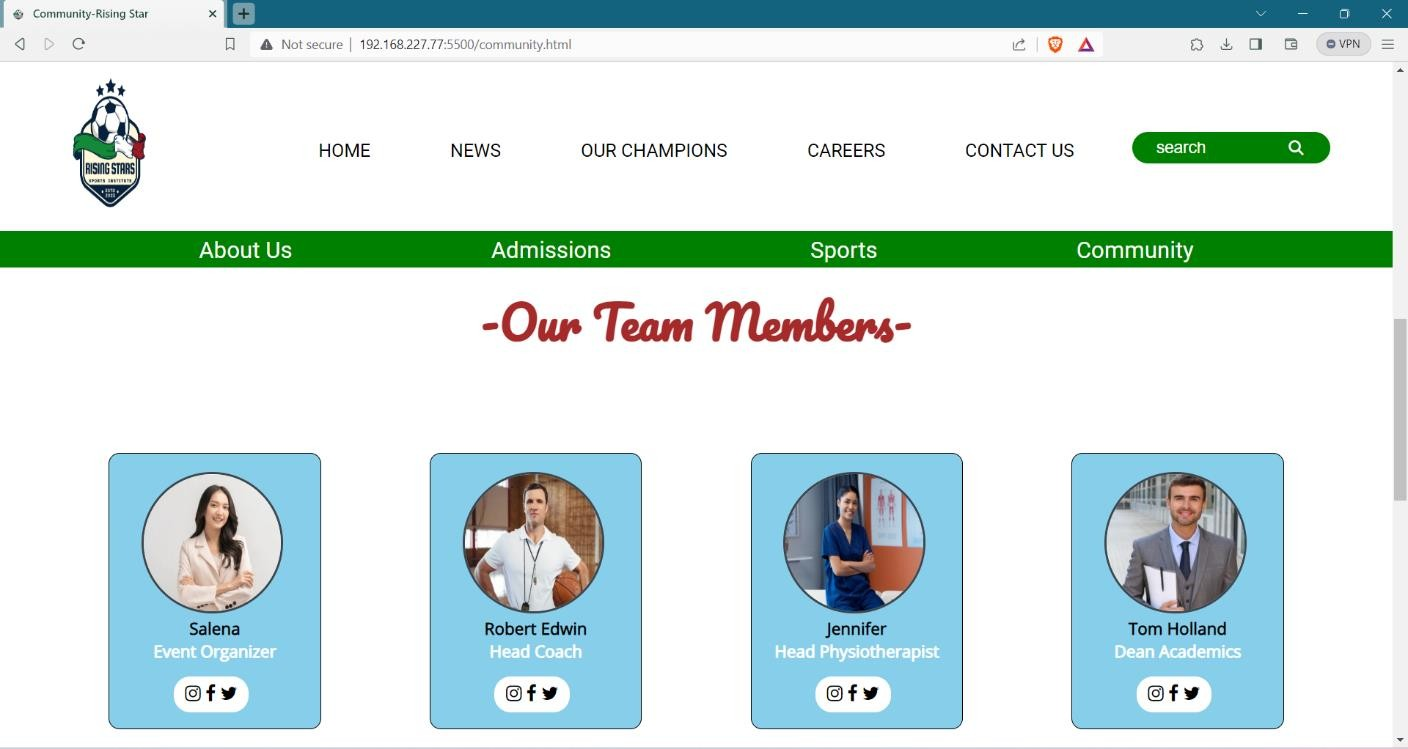 Community-Rising Star
Not secure | 192.168.227.77:5500/community.html
VPN
RISING STARS
SPORTS INSTITUTE
HOME NEWS OUR CHAMPIONS CAREERS CONTACT US search
About Us Admissions Sports Community
-Our Team Members-
Salena Robert Edwin Jennifer Tom Holland
Event Organizer Head Coach Head Physiotherapist Dean Academics